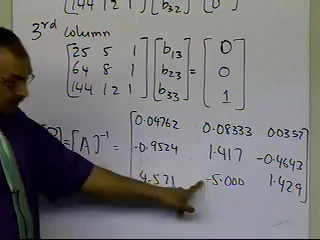 144 12 1 b32 0
3rd column
25 5 1 b13 0
64 8 1 b23 = 0
144 12 1 b33 1
0.04762 0.08333 0.0357
= [A]-1 = -0.9524 1.417 -0.4643
4.571 -5.000 1.429